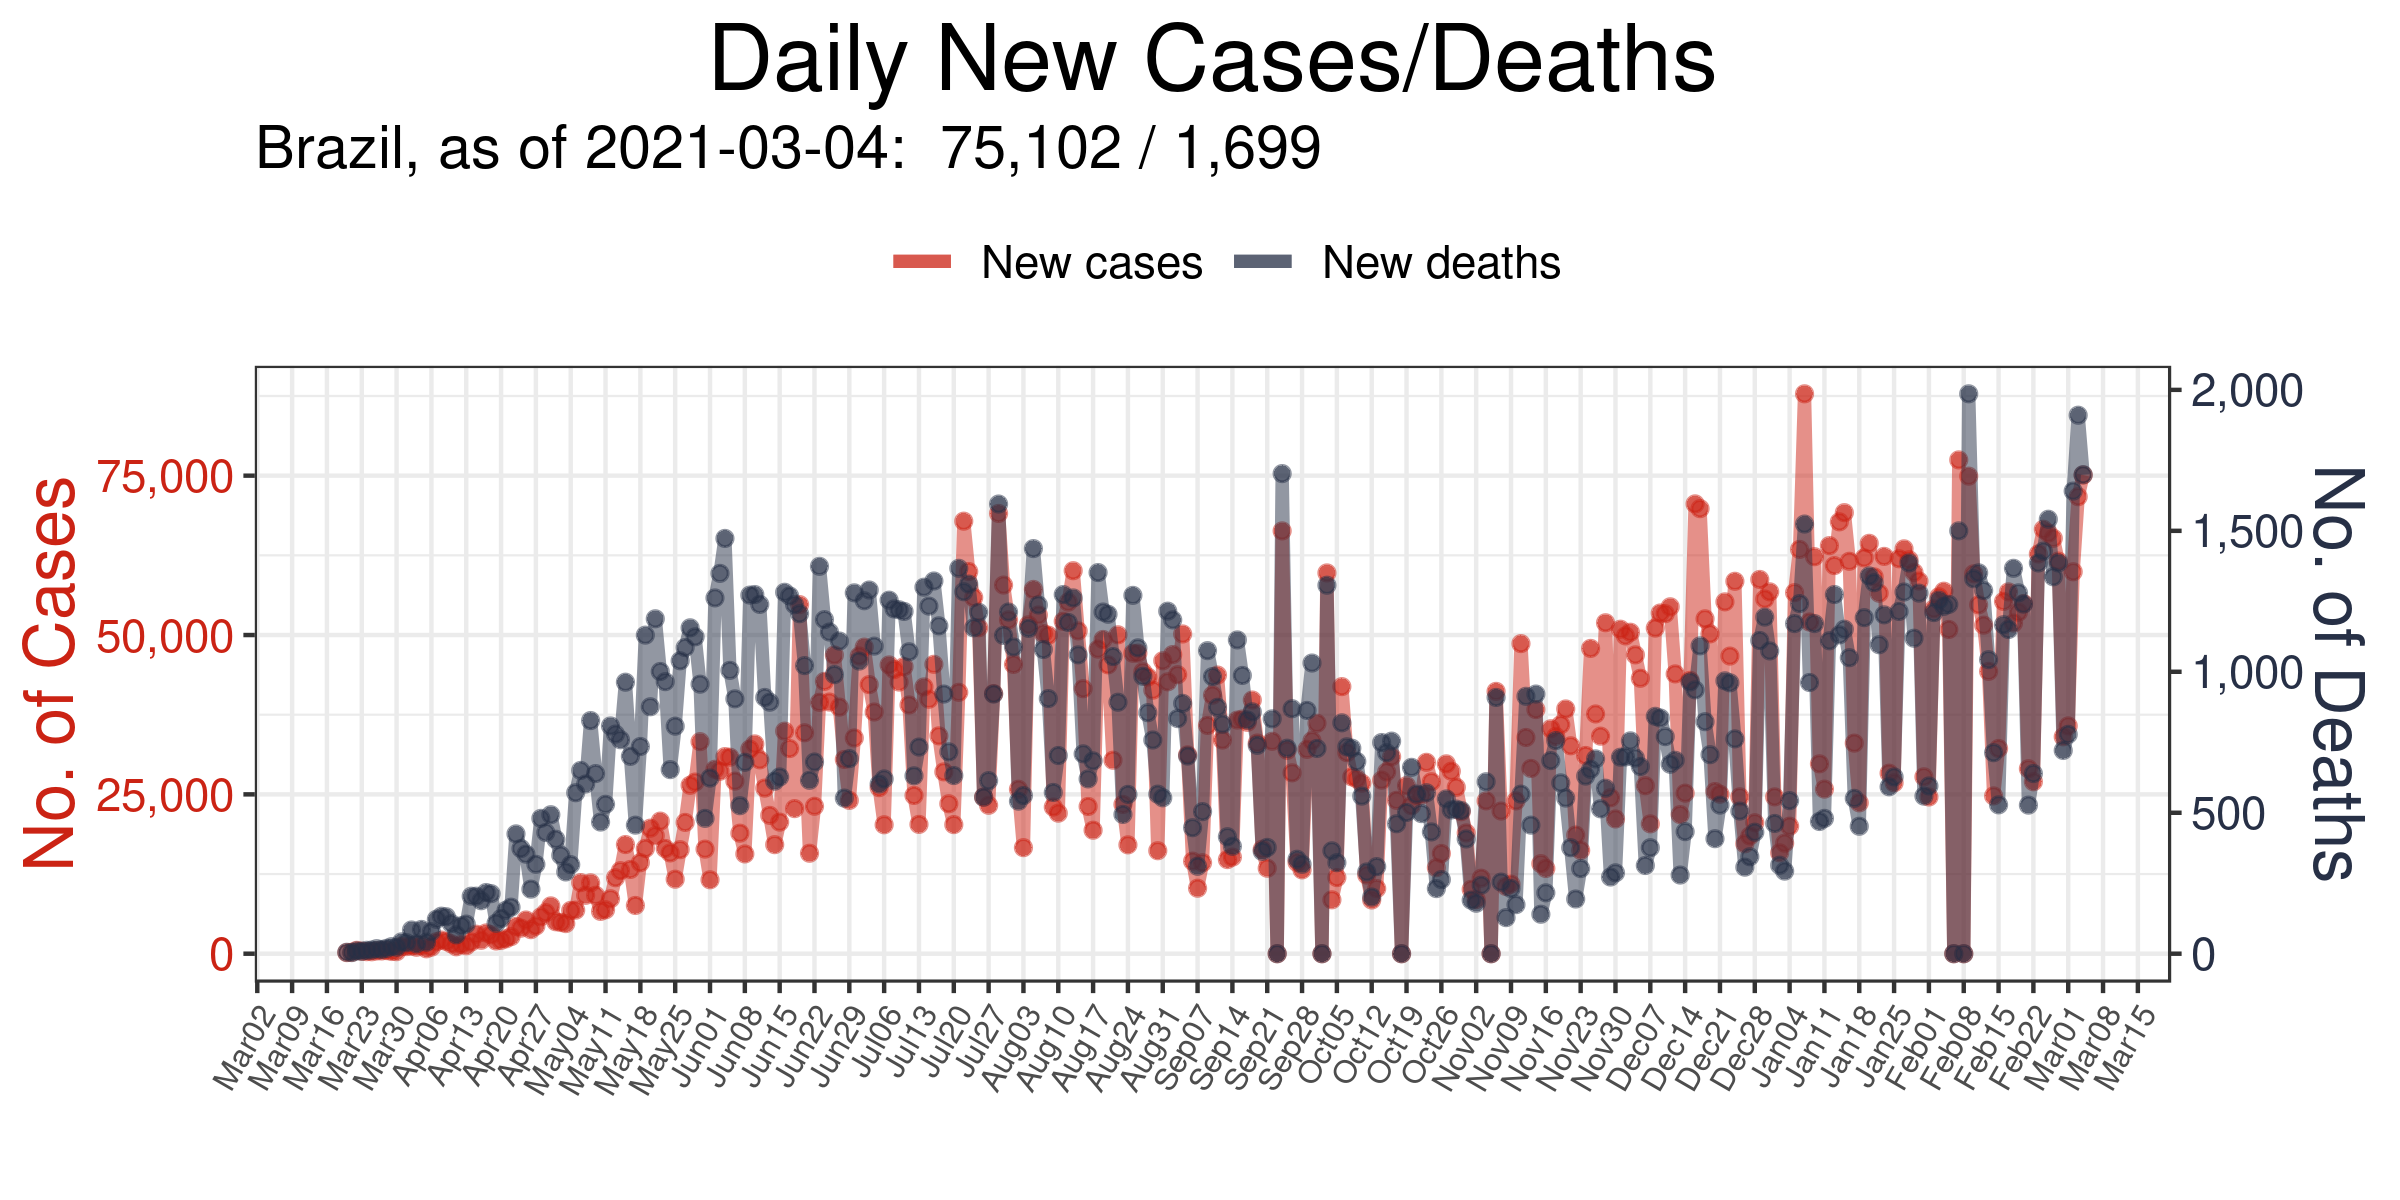 Daily New Cases/Deaths
Brazil, as of 2021-03-04:  75,102 / 1,699
New cases New deaths
No. of Cases
75,000
50,000
25,000
0
2,000
1,500
1,000
500
0
No. of Deaths
Mar02 Mar09 Mar16 Mar23 Mar30 Apr06 Apr13 Apr20 Apr27 May04 May11 May18 May25 Jun01 Jun08 Jun15 Jun22 Jun29 Jul06 Jul13 Jul20 Jul27 Aug03 Aug10 Aug17 Aug24 Aug31 Sep07 Sep14 Sep21 Sep28 Oct05 Oct12 Oct19 Oct26 Nov02 Nov09 Nov16 Nov23 Nov30 Dec07 Dec14 Dec21 Dec28 Jan04 Jan11 Jan18 Jan25 Feb01 Feb08 Feb15 Feb22 Mar01 Mar08 Mar15